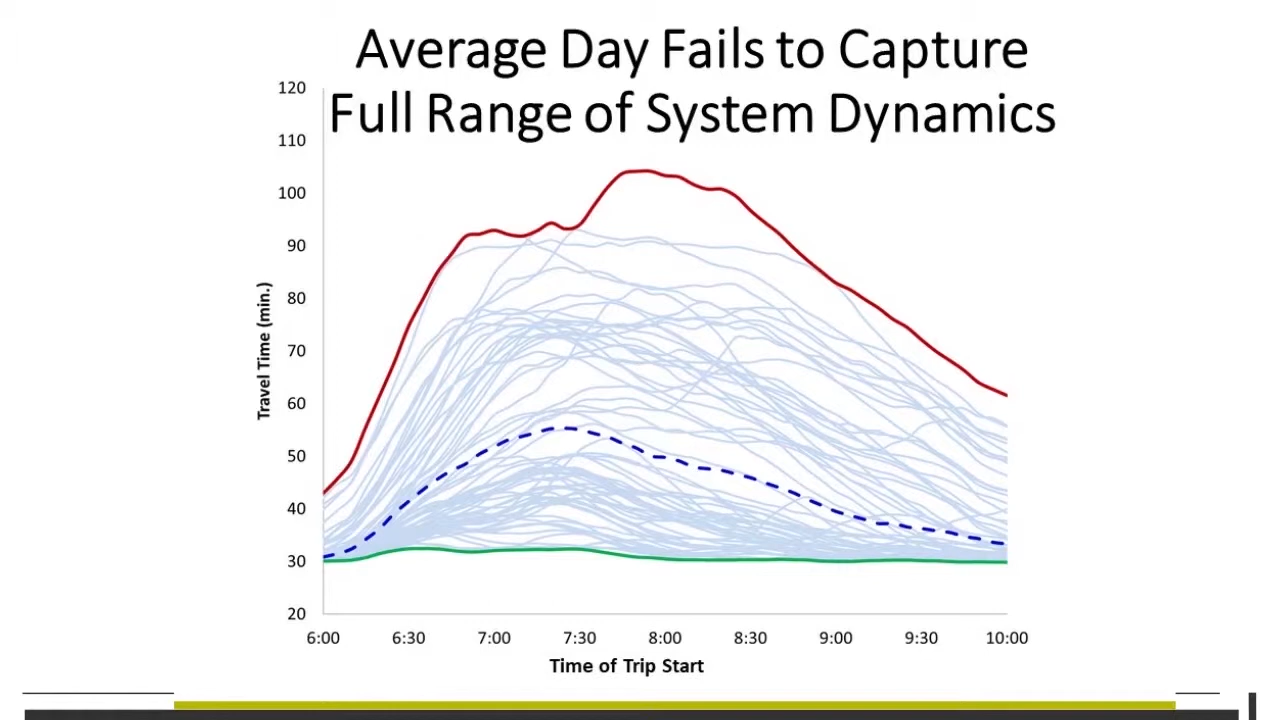 Average Day Fails to Capture
Full Range of System Dynamics
120
110
100
90
80
70
60
50
40
30
20
Travel Time (min.)
6:00 6:30 7:00 7:30 8:00 8:30 9:00 9:30 10:00
Time of Trip Start